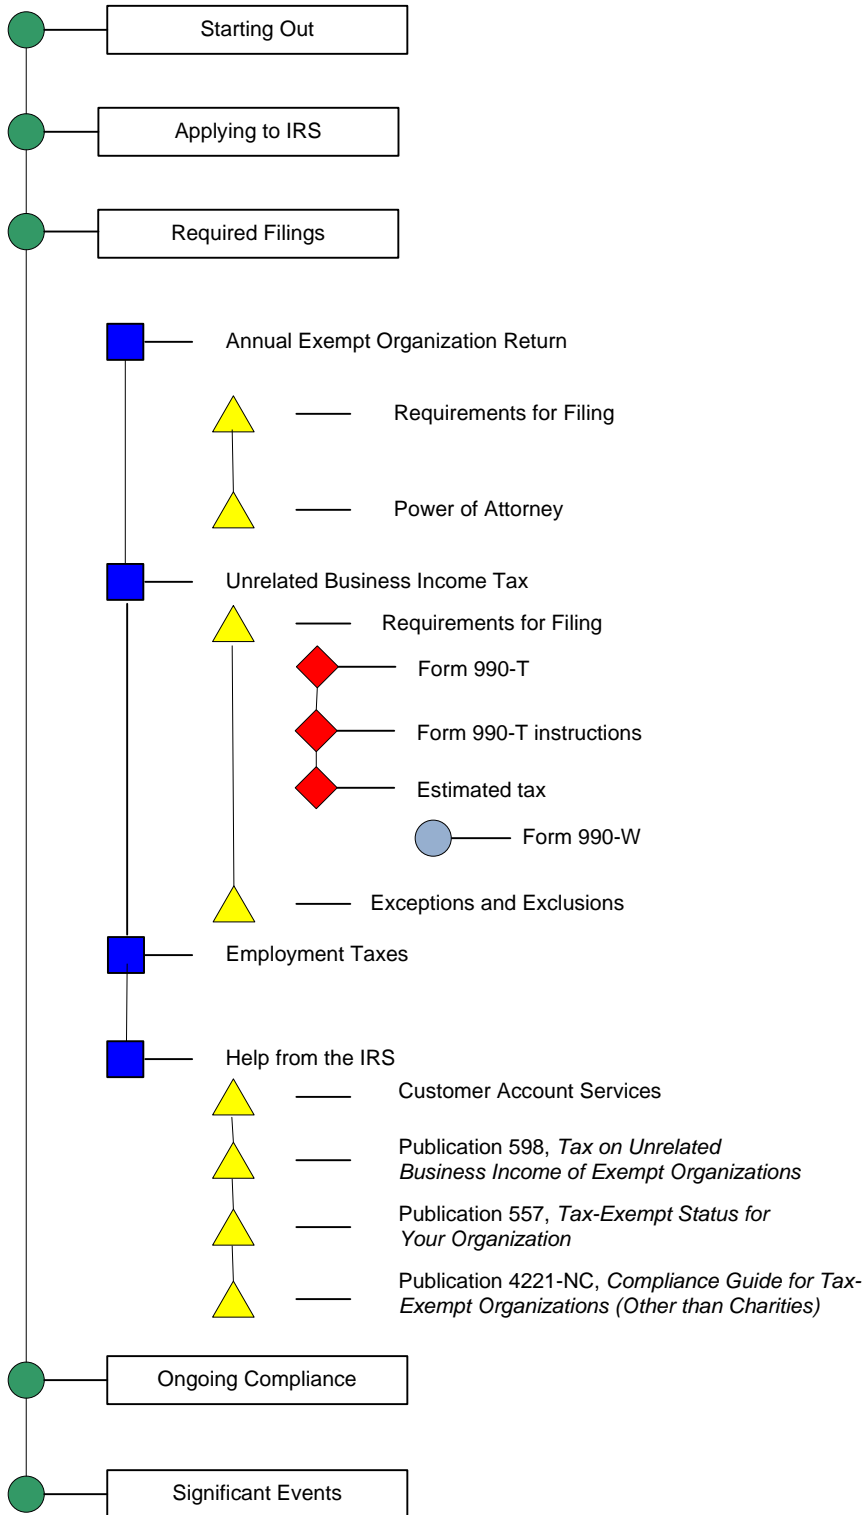 Starting Out
Applying to IRS
Required Filings
Annual Exempt Organization Return
Requirements for Filing
Power of Attorney
Unrelated Business Income Tax
Requirements for Filing
Form 990-T
Form 990-T instructions
Estimated tax
Form 990-W
Exceptions and Exclusions
Employment Taxes
Help from the IRS
Customer Account Services
Publication 598, Tax on Unrelated
Business Income of Exempt Organizations
Publication 557, Tax-Exempt Status for
Your Organization
Publication 4221-NC, Compliance Guide for Tax-
Exempt Organizations (Other than Charities)
Ongoing Compliance
Significant Events